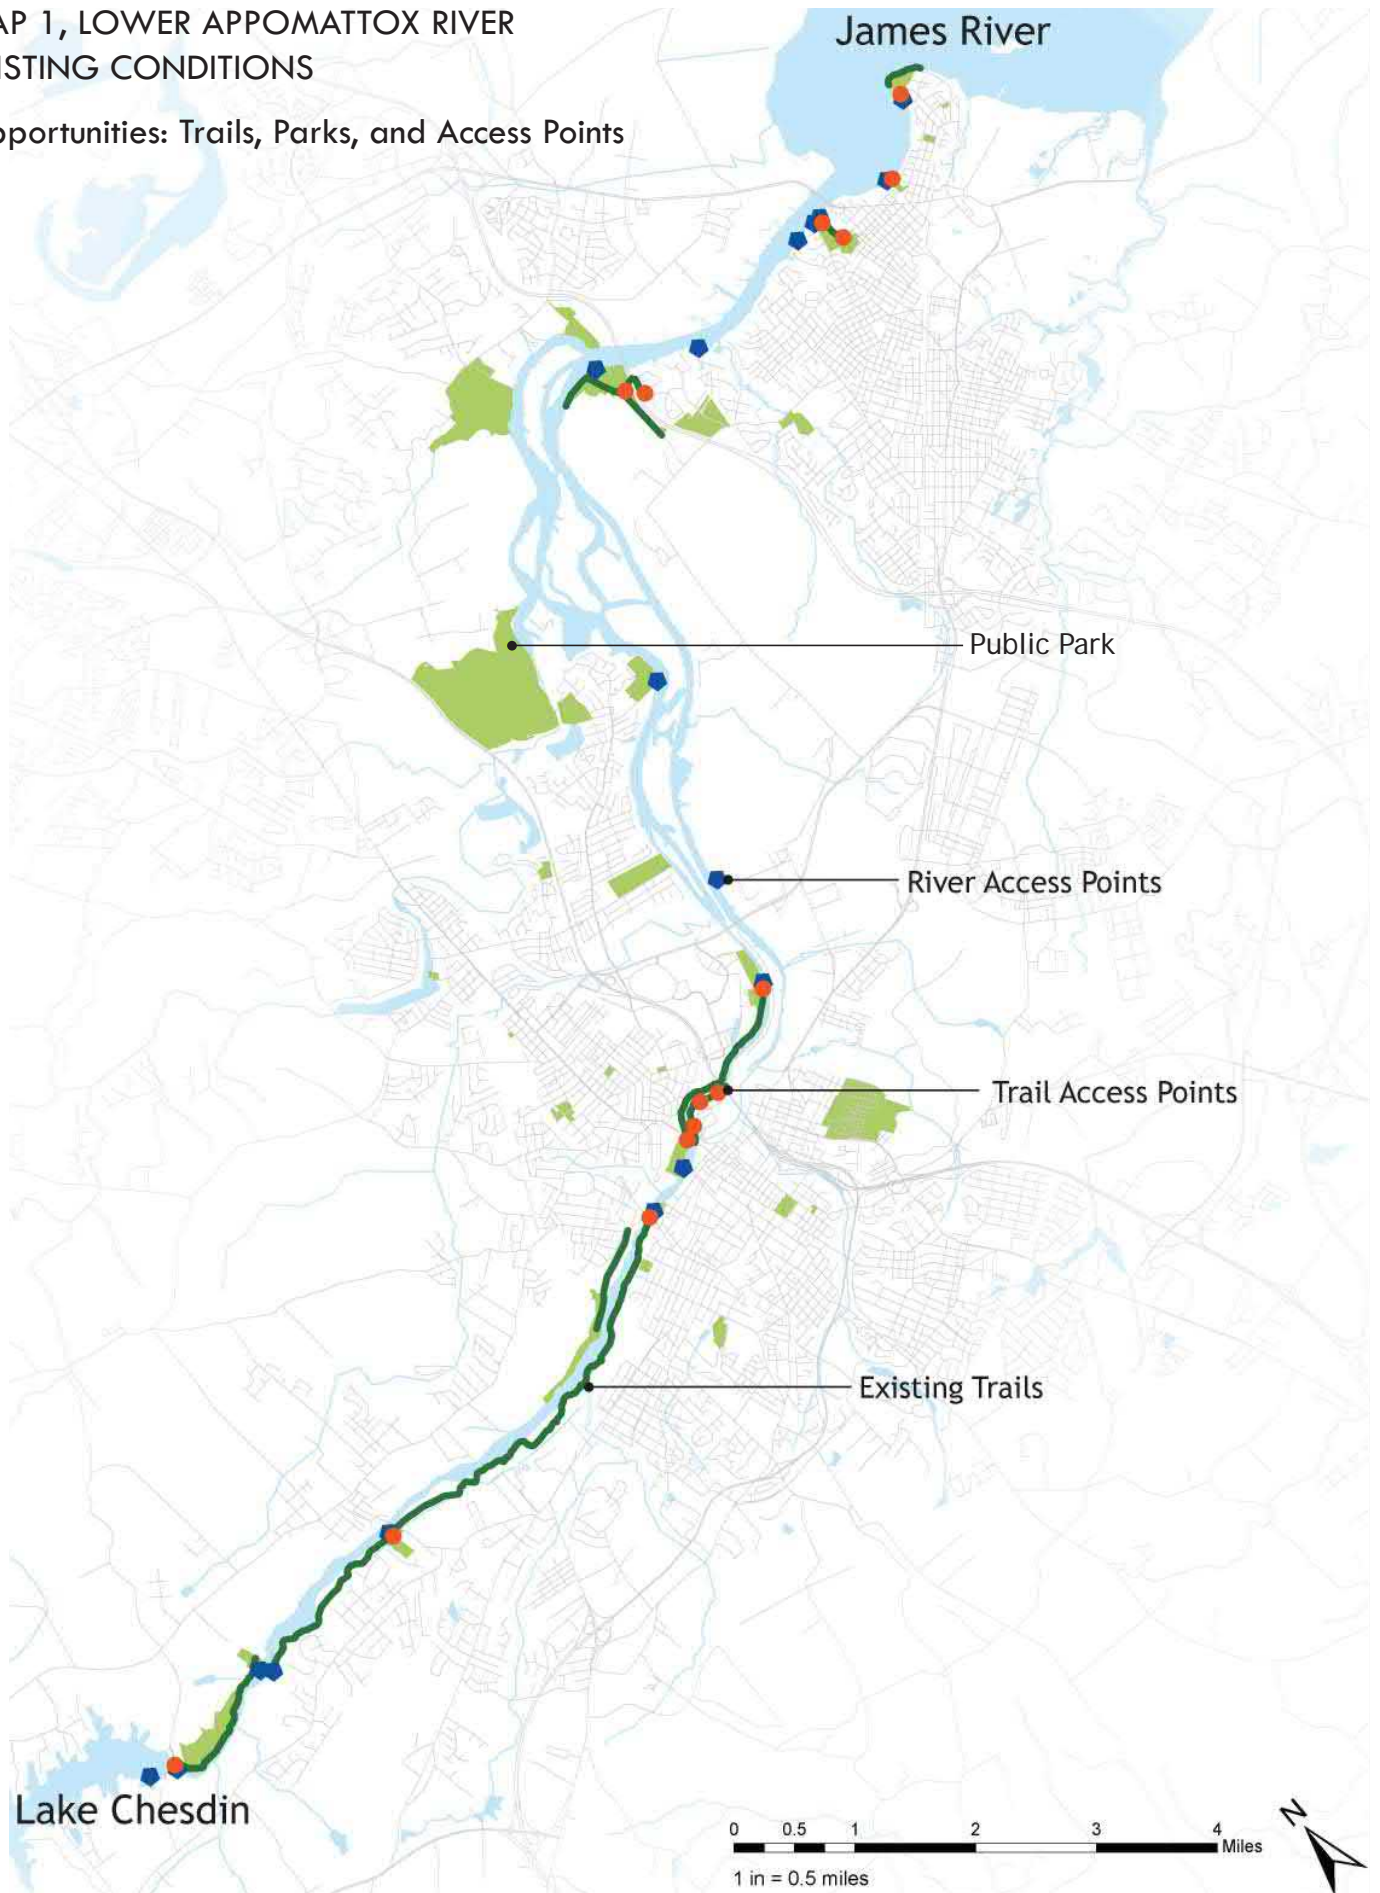 AP 1, LOWER APPOMATTOX RIVER
ISTING CONDITIONS
pportunities: Trails, Parks, and Access Points
James River
Public Park
River Access Points
Trail Access Points
Existing Trails
Lake Chesdin
N
0 0.5 1 2 3 4
Miles
1 in = 0.5 miles